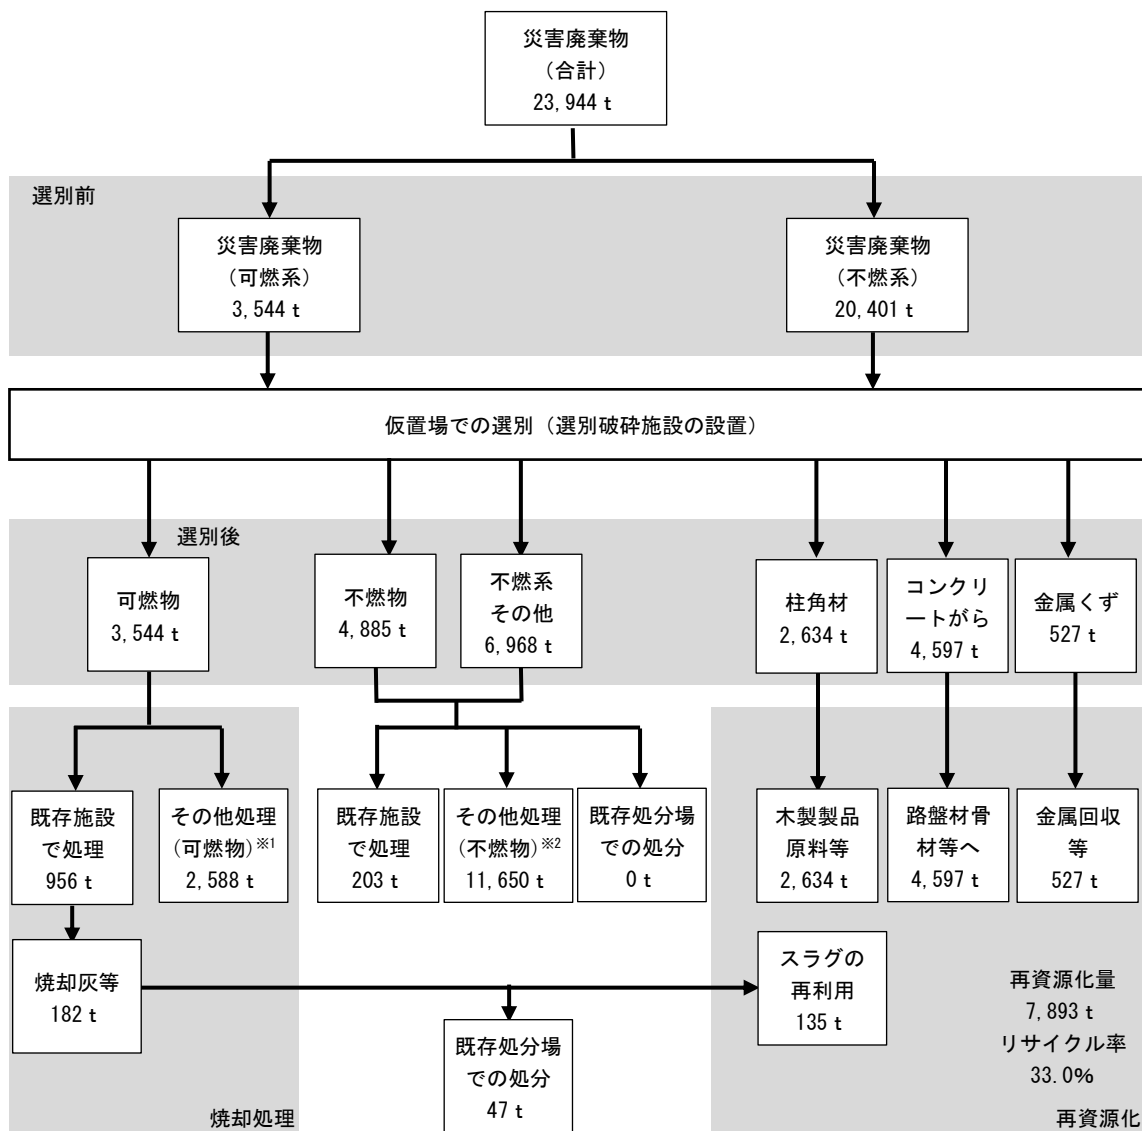 災害廃棄物
（合計）
23,944 t
選別前
災害廃棄物
（可燃系）
3,544 t
災害廃棄物
（不燃系）
20,401 t
仮置場での選別（選別破砕施設の設置）
選別後
可燃物
3,544 t
不燃物
4,885 t
不燃系
その他
6,968 t
柱角材
2,634 t
コンクリ
ートがら
4,597 t
金属くず
527 t
既存施設
で処理
956 t
その他処理
(可燃物)※1
2,588 t
既存施設
で処理
203 t
その他処理
(不燃物)※2
11,650 t
既存処分場
での処分
0 t
木製製品
原料等
2,634 t
路盤材骨
材等へ
4,597 t
金属回収
等
527 t
焼却灰等
182 t
スラグの
再利用
135 t
既存処分場
での処分
47 t
再資源化量
7,893 t
リサイクル率
33.0%
焼却処理
再資源化